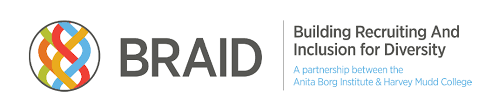 BRAID
Building Recruiting And
Inclusion for Diversity
A partnership between the
Anita Borg Institute & Harvey Mudd College